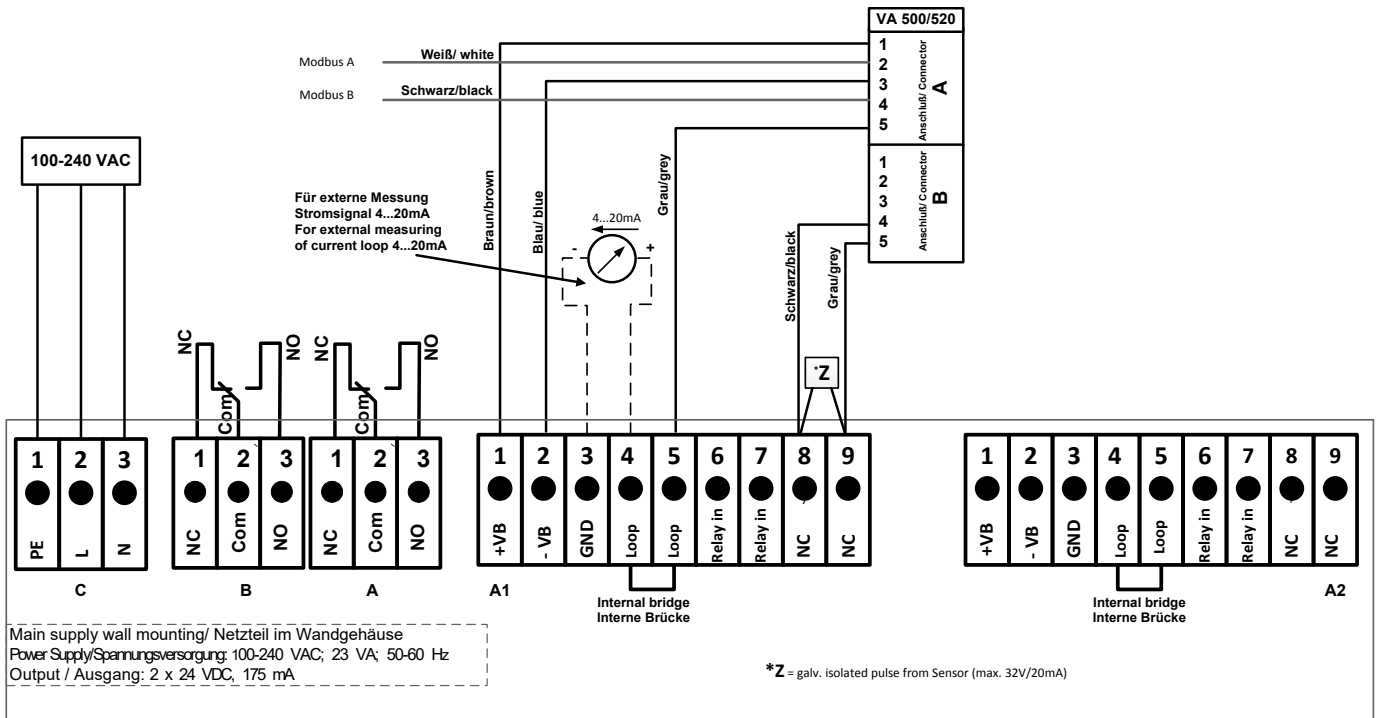 VA 500/520
1
2
3
4
5
Anschluß/ Connector
A
1
2
3
4
5
Anschluß/ Connector
B
Modbus A
Weiß/ white
Modbus B
Schwarz/black
100-240 VAC
Für externe Messung
Stromsignal 4...20mA
For external measuring
of current loop 4...20mA
Braun/brown
Blau/ blue
4...20mA
-
+
Grau/grey
Schwarz/black
Grau/grey
*Z
NC
Com
NO
NC
Com
NO
1 2 3
PE L N
C
1 2 3
NC Com NO
B
1 2 3
NC Com NO
A
1 2 3 4 5 6 7 8 9
+VB - VB GND Loop Loop Relay in Relay in NC NC
A1
Internal bridge
Interne Brücke
1 2 3 4 5 6 7 8 9
+VB - VB GND Loop Loop Relay in Relay in NC NC
A2
Internal bridge
Interne Brücke
Main supply wall mounting/ Netzteil im Wandgehäuse
Power Supply/Spannungsversorgung: 100-240 VAC; 23 VA; 50-60 Hz
Output / Ausgang: 2 x 24 VDC, 175 mA
*Z = galv. isolated pulse from Sensor (max. 32V/20mA)